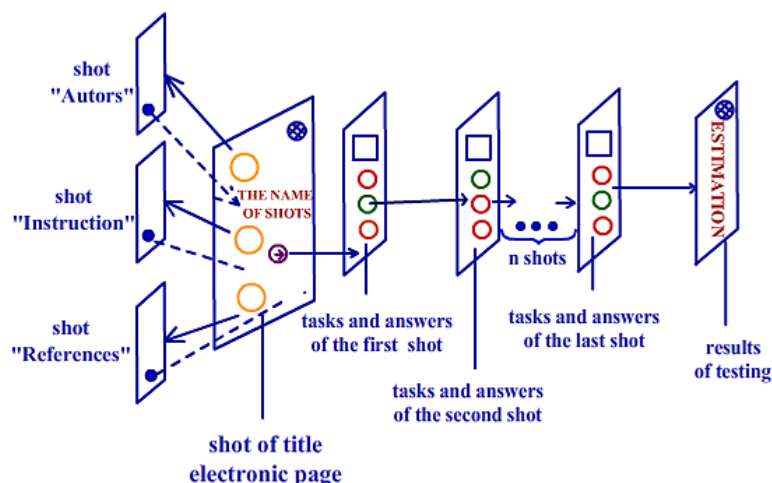 shot
"Autors"
shot
"Instruction"
shot
"References"
THE NAME
OF SHOTS
shot of title
electronic page
tasks and answers
of the first shot
tasks and answers
of the second shot
n shots
tasks and answers
of the last shot
ESTIMATION
results
of testing